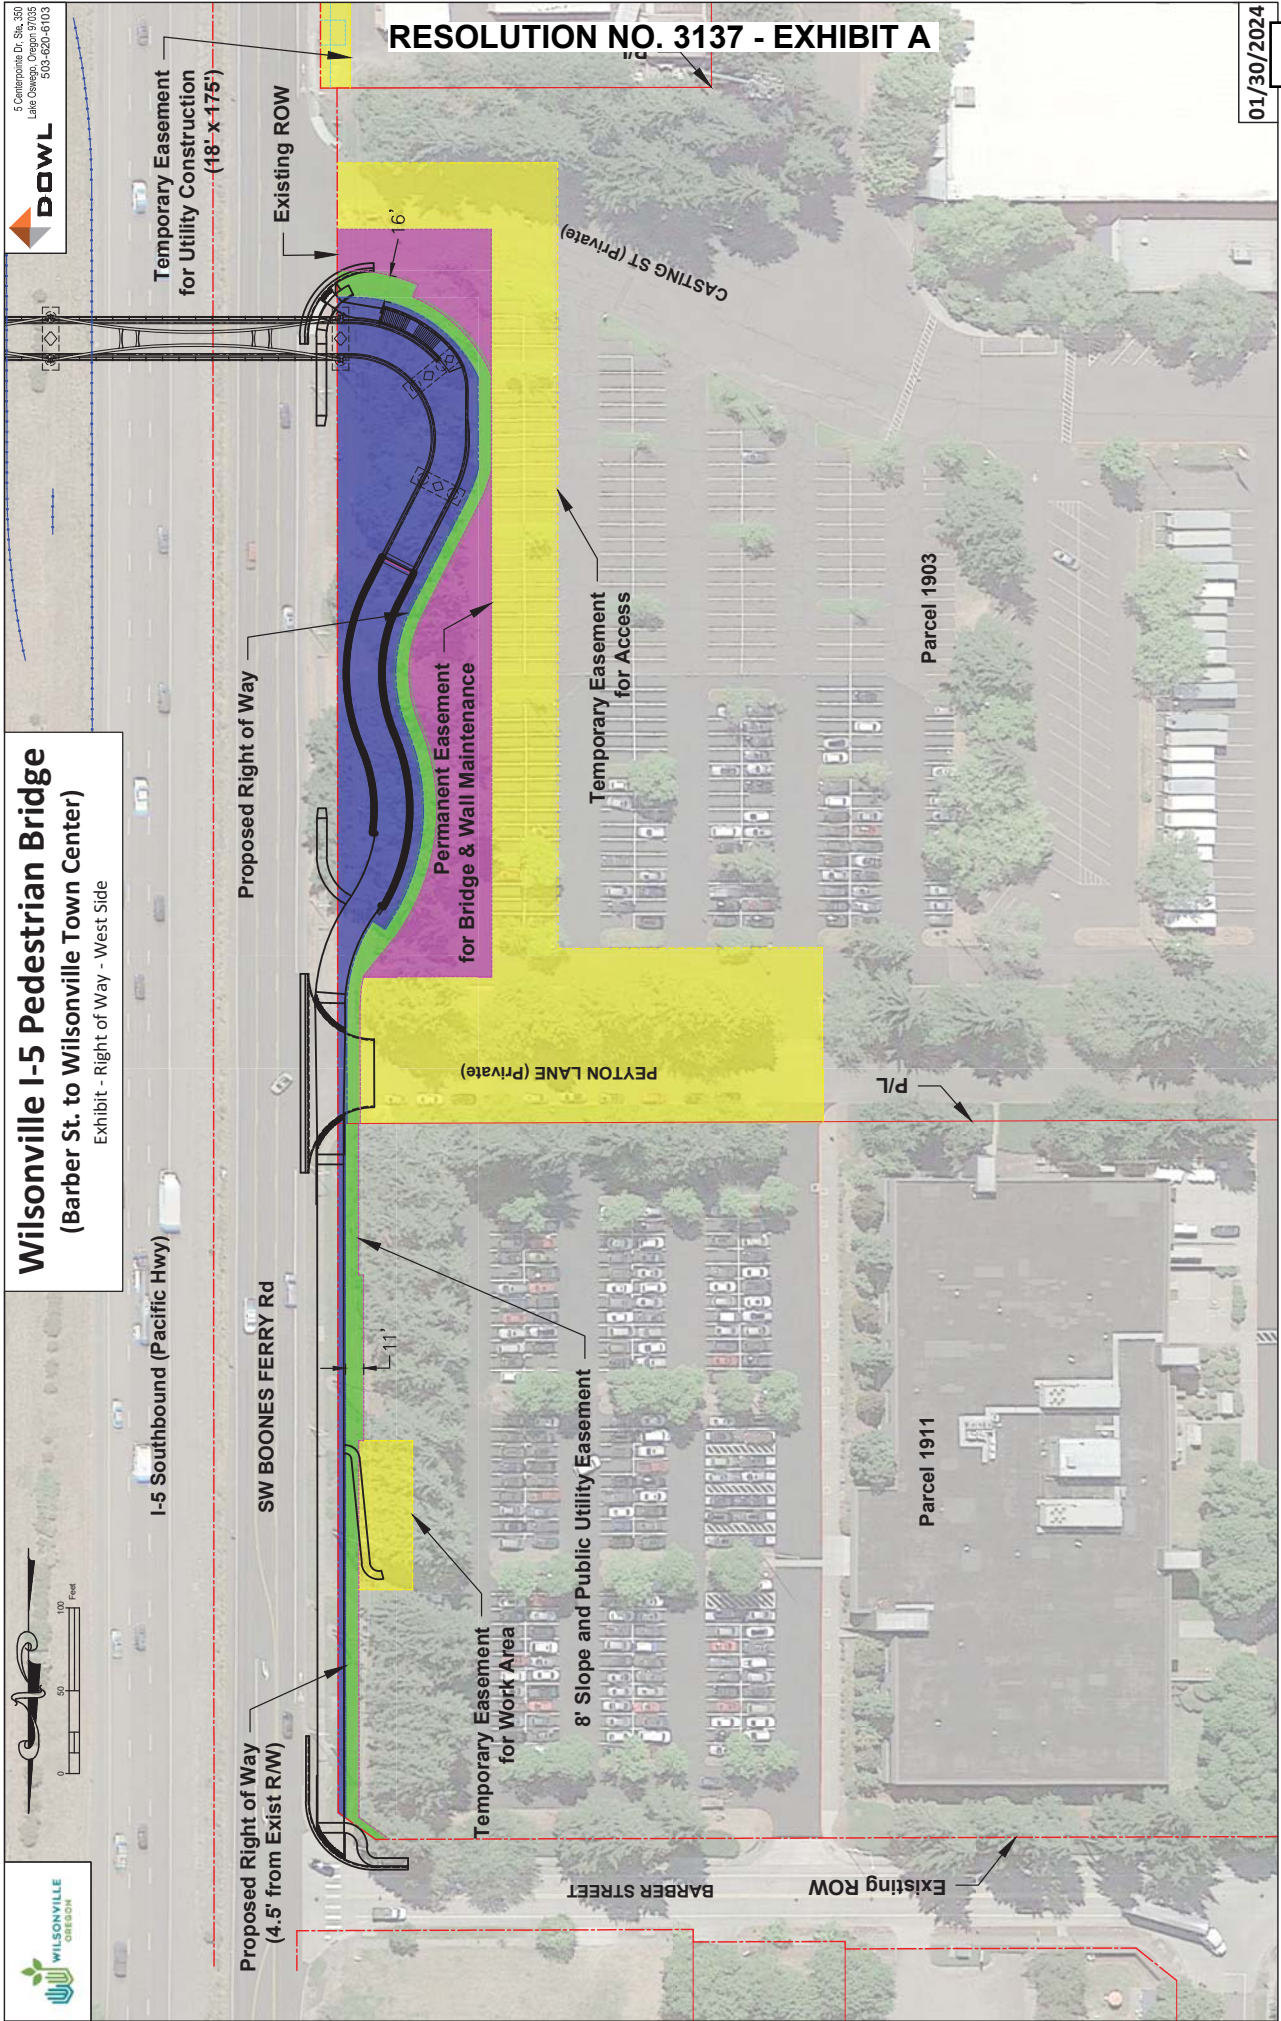 RESOLUTION NO. 3137 - EXHIBIT A
01/30/2024
DOWL
5 Centerpointe Dr, Ste. 350
Lake Oswego, Oregon 97035
503-620-6103
Wilsonville I-5 Pedestrian Bridge
(Barber St. to Wilsonville Town Center)
Exhibit - Right of Way - West Side
WILSONVILLE
OREGON
0 50 100
Feet
I-5 Southbound (Pacific Hwy)
SW BOONES FERRY Rd
Temporary Easement
for Utility Construction
(18' x 175')
Existing ROW
P/L
16'
CASTING ST (Private)
Proposed Right of Way
Permanent Easement
for Bridge & Wall Maintenance
Temporary Easement
for Access
Parcel 1903
PEYTON LANE (Private)
P/L
11'
8' Slope and Public Utility Easement
Parcel 1911
Temporary Easement
for Work Area
Proposed Right of Way
(4.5' from Exist R/W)
BARBER STREET
Existing ROW